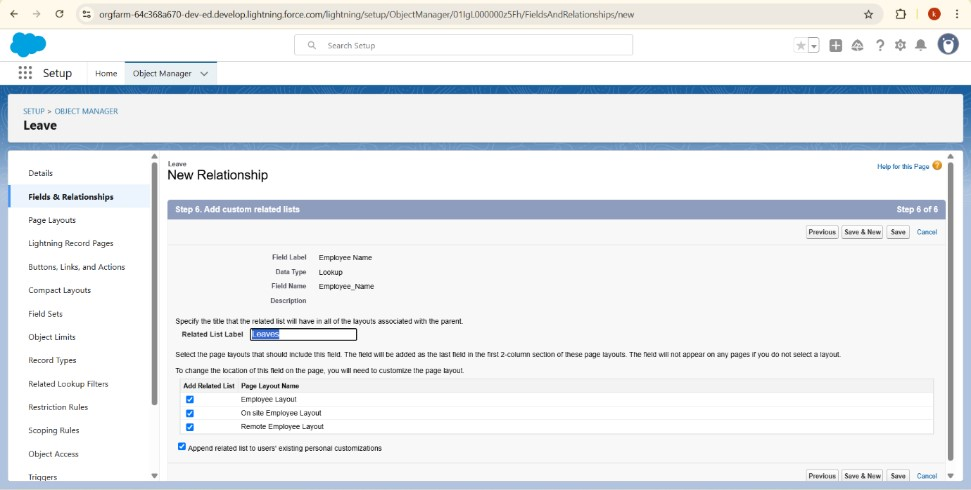 orgfarm-64c368a670-dev-ed.develop.lightning.force.com/lightning/setup/ObjectManager/01IgL000000z5Fh/FieldsAndRelationships/new
k
Search Setup
Setup
Home
Object Manager
SETUP > OBJECT MANAGER
Leave
Details
Fields & Relationships
Page Layouts
Lightning Record Pages
Buttons, Links, and Actions
Compact Layouts
Field Sets
Object Limits
Record Types
Related Lookup Filters
Restriction Rules
Scoping Rules
Object Access
Triggers
Leave
New Relationship
Help for this Page
Step 6. Add custom related lists Step 6 of 6
Previous Save & New Save Cancel
Field Label Employee Name
Data Type Lookup
Field Name Employee_Name
Description
Specify the title that the related list will have in all of the layouts associated with the parent.
Related List Label Leaves
Select the page layouts that should include this field. The field will be added as the last field in the first 2-column section of these page layouts. The field will not appear on any pages if you do not select a layout.
To change the location of this field on the page, you will need to customize the page layout.
Add Related List Page Layout Name
Employee Layout
On site Employee Layout
Remote Employee Layout
Append related list to users' existing personal customizations
Previous Save & New Save Cancel